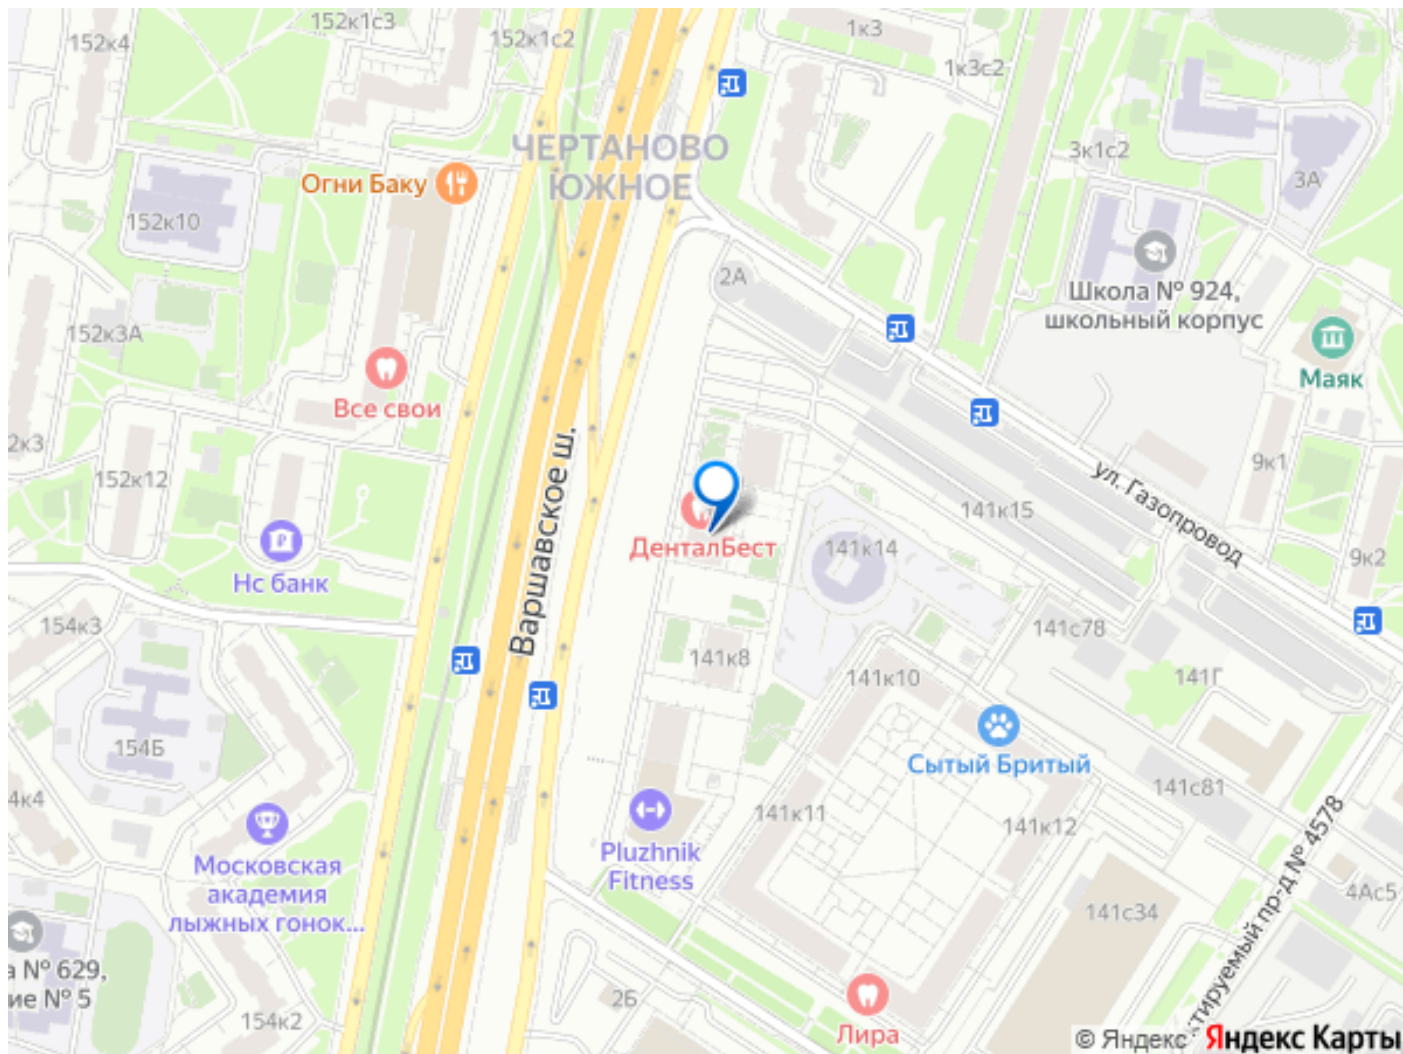 152к1с3
152к4
152к1с2
1к3
1к3с2
ЧЕРТАНОВО
ЮЖНОЕ
3к1с2
3А
Огни Баку
152к10
2А
Школа № 924,
школьный корпус
152к3А
Маяк
Все свои
2к3
152к12
Варшавское ш.
ул. Газопровод
9к1
141к15
9к2
ДенталБест
141к14
Нс банк
154к3
141с78
141к8
141к10
141Г
154Б
Сытый Бритый
141с81
4к4
141к11
141к12
Pluzhnik
Fitness
Московская
академия
лыжных гонок...
4Ас5
141с34
а № 629,
ие № 5
2Б
154к2
Лира
ктируемый пр-д № 4578
© Яндекс Яндекс Карты